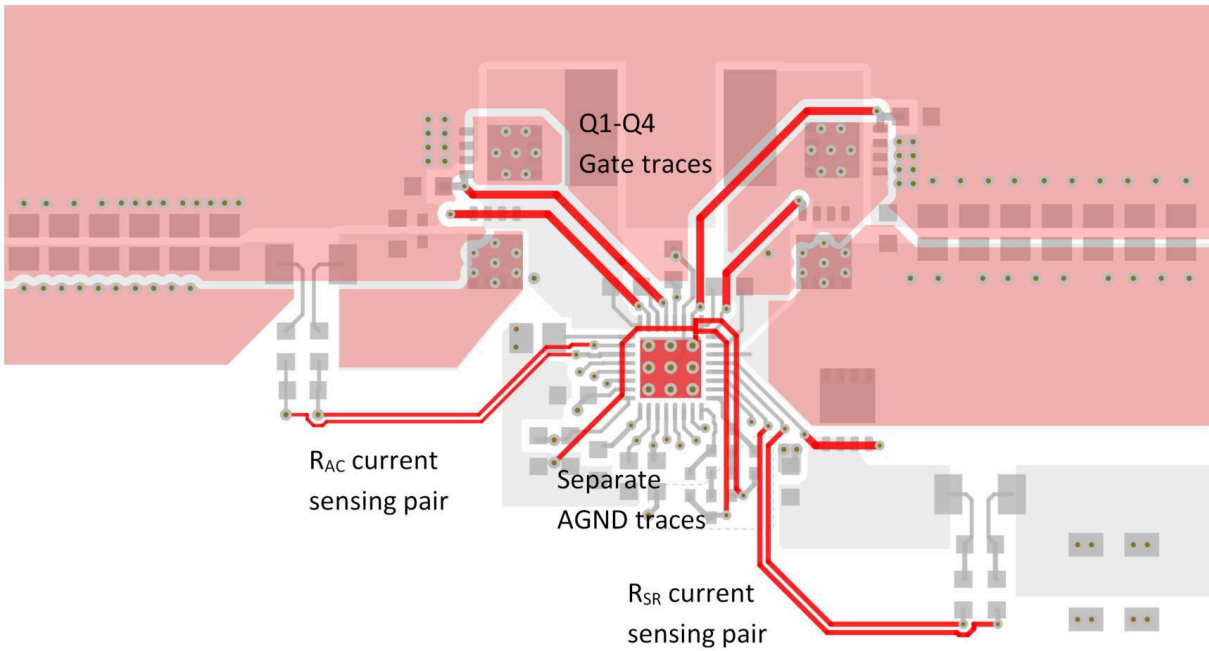 Q1-Q4
Gate traces
RAC current
sensing pair
Separate
AGND traces
RSR current
sensing pair